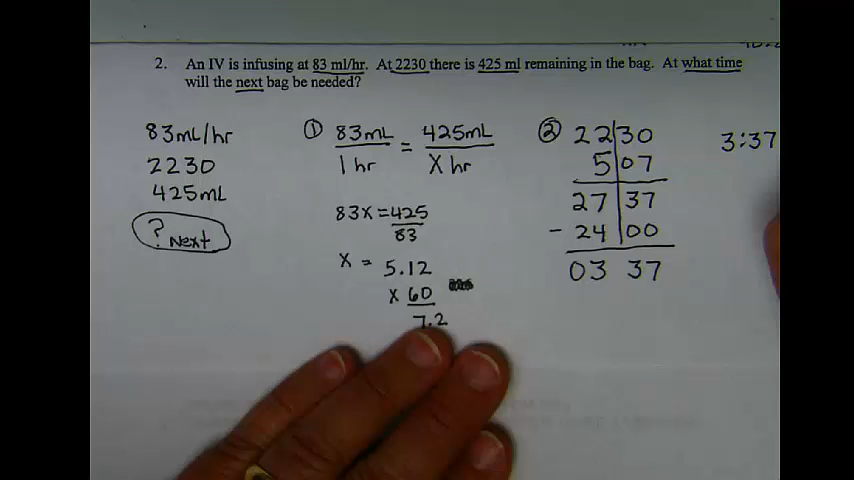 2. An IV is infusing at 83 ml/hr. At 2230 there is 425 ml remaining in the bag. At what time
will the next bag be needed?
83mL/hr
2230
425mL
? Next
① 83mL / 1 hr = 425mL / X hr
83X = 425
83
X = 5.12
X 60
7.2
② 22 30
5 07
27 37
- 24 00
03 37
3:37